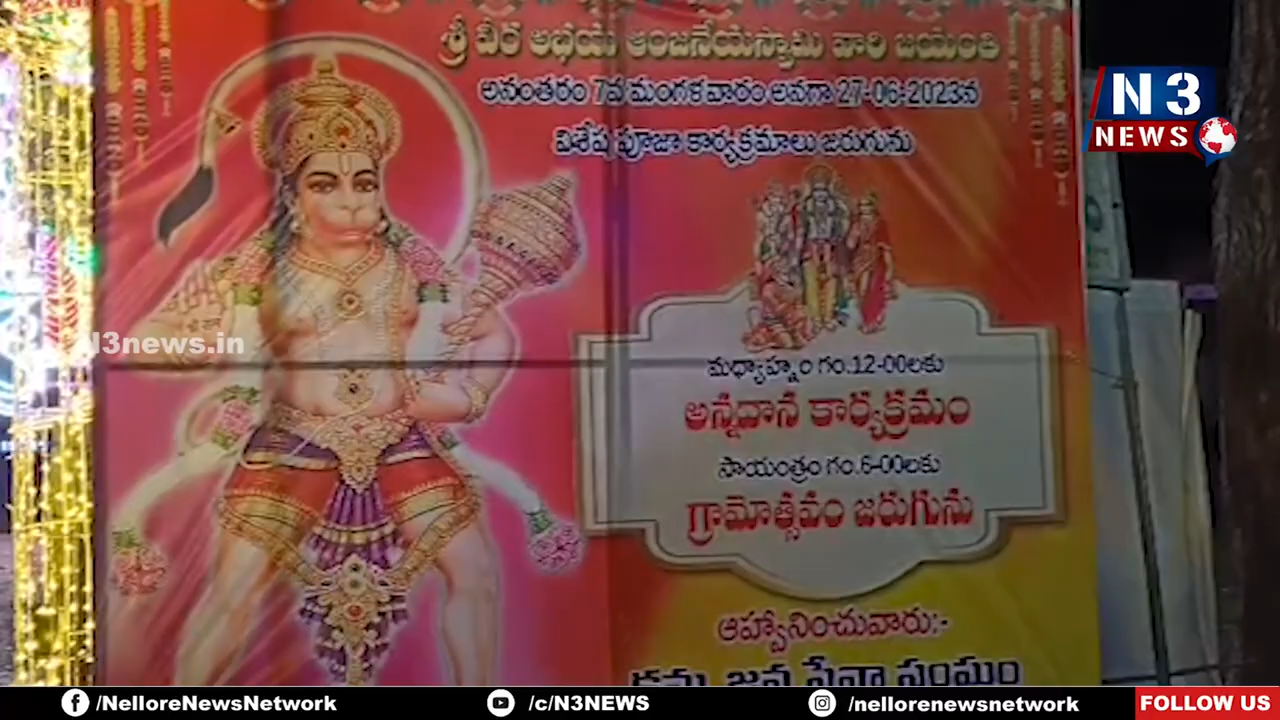 శ్రీ వీర అభయ ఆంజనేయస్వామి వారి జయంతి
అనంతరం 7వ మంగళవారం అనగా 27-06-2023న
విశేష పూజా కార్యక్రమాలు జరుగును
N3
NEWS
N3news.in
మధ్యాహ్నం గం.12-00లకు
అన్నదాన కార్యక్రమం
సాయంత్రం గం.6-00లకు
గ్రామోత్సవం జరుగును
ఆహ్వానించువారు:-
సేవా సంఘం
/NelloreNewsNetwork
/c/N3NEWS
/nellorenewsnetwork
FOLLOW US